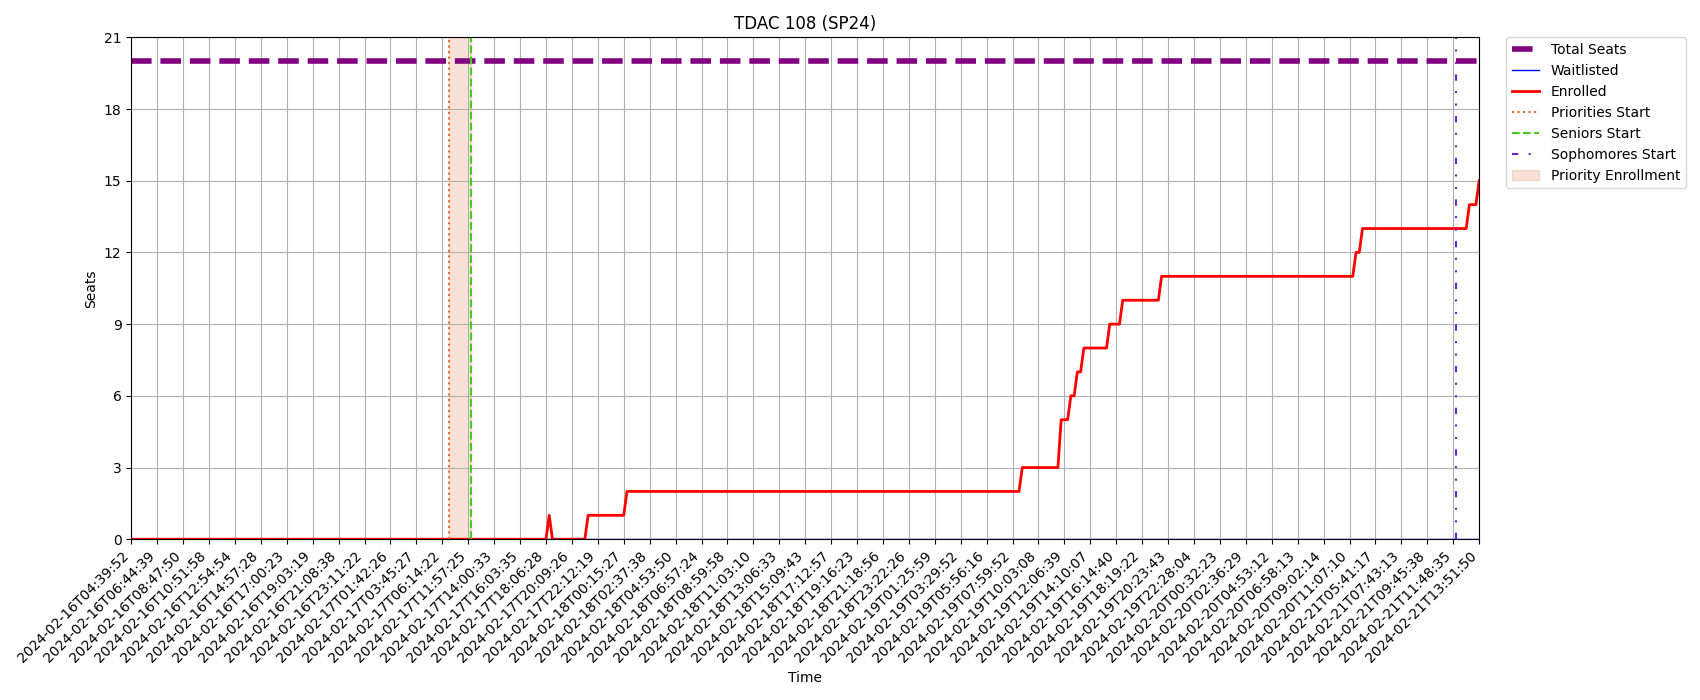 TDAC 108 (SP24)
21
18
15
12
9
6
3
0
Seats
2024-02-16T04:39:52
2024-02-16T06:44:39
2024-02-16T08:47:50
2024-02-16T10:51:58
2024-02-16T12:54:54
2024-02-16T14:57:28
2024-02-16T17:00:23
2024-02-16T19:03:19
2024-02-16T21:08:38
2024-02-16T23:11:22
2024-02-17T01:42:26
2024-02-17T03:45:27
2024-02-17T06:14:22
2024-02-17T11:57:25
2024-02-17T14:00:33
2024-02-17T16:03:35
2024-02-17T18:06:28
2024-02-17T20:09:26
2024-02-17T22:12:19
2024-02-18T00:15:27
2024-02-18T02:37:38
2024-02-18T04:53:50
2024-02-18T06:57:24
2024-02-18T08:59:58
2024-02-18T11:03:10
2024-02-18T13:06:33
2024-02-18T15:09:43
2024-02-18T17:12:57
2024-02-18T19:16:23
2024-02-18T21:18:56
2024-02-18T23:22:26
2024-02-19T01:25:59
2024-02-19T03:29:52
2024-02-19T05:56:16
2024-02-19T07:59:52
2024-02-19T10:03:08
2024-02-19T12:06:39
2024-02-19T14:10:07
2024-02-19T16:14:40
2024-02-19T18:19:22
2024-02-19T20:23:43
2024-02-19T22:28:04
2024-02-20T00:32:23
2024-02-20T02:36:29
2024-02-20T04:53:12
2024-02-20T06:58:13
2024-02-20T09:02:14
2024-02-20T11:07:10
2024-02-21T05:41:17
2024-02-21T07:43:13
2024-02-21T09:45:38
2024-02-21T11:48:35
2024-02-21T13:51:50
Time
Total Seats
Waitlisted
Enrolled
Priorities Start
Seniors Start
Sophomores Start
Priority Enrollment